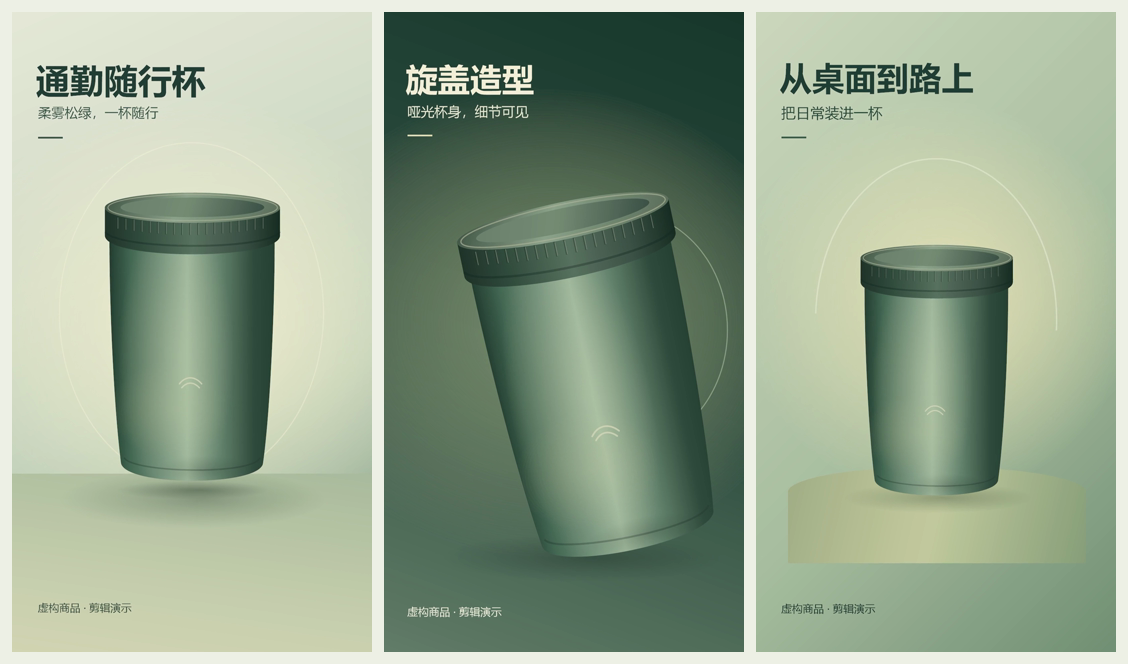 通勤随行杯
柔雾松绿，一杯随行
虚构商品 · 剪辑演示
旋盖造型
哑光杯身，细节可见
虚构商品 · 剪辑演示
从桌面到路上
把日常装进一杯
虚构商品 · 剪辑演示